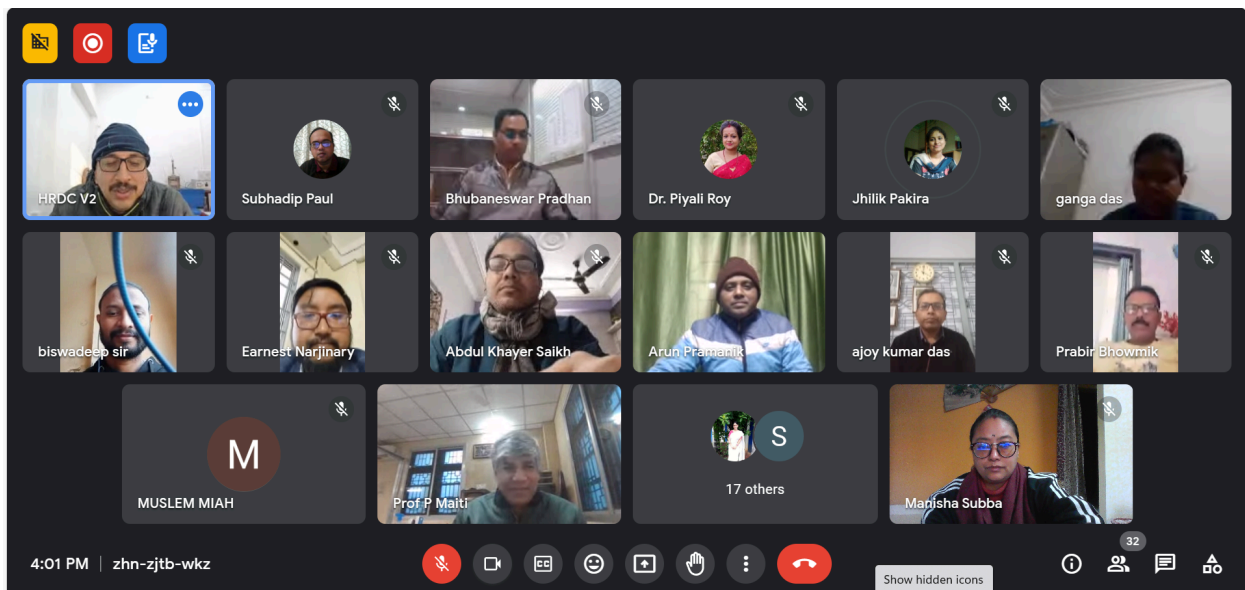 HRDC V2
Subhadip Paul
Bhubaneswar Pradhan
Dr. Piyali Roy
Jhilik Pakira
ganga das
biswadeep sir
Earnest Narjinary
Abdul Khayer Saikh
Arun Pramanik
ajoy kumar das
Prabir Bhowmik
M
MUSLEM MIAH
Prof P Maiti
S
17 others
Manisha Subba
4:01 PM | zhn-zjtb-wkz
CC
32
Show hidden icons